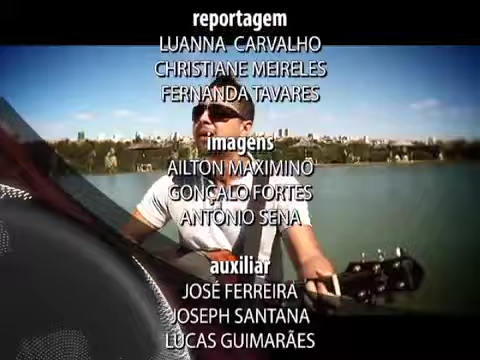 reportagem
LUANNA CARVALHO
CHRISTIANE MEIRELES
FERNANDA TAVARES
imagens
AILTON MAXIMINO
GONÇALO FORTES
ANTÔNIO SENA
auxiliar
JOSÉ FERREIRA
JOSEPH SANTANA
LUCAS GUIMARÃES